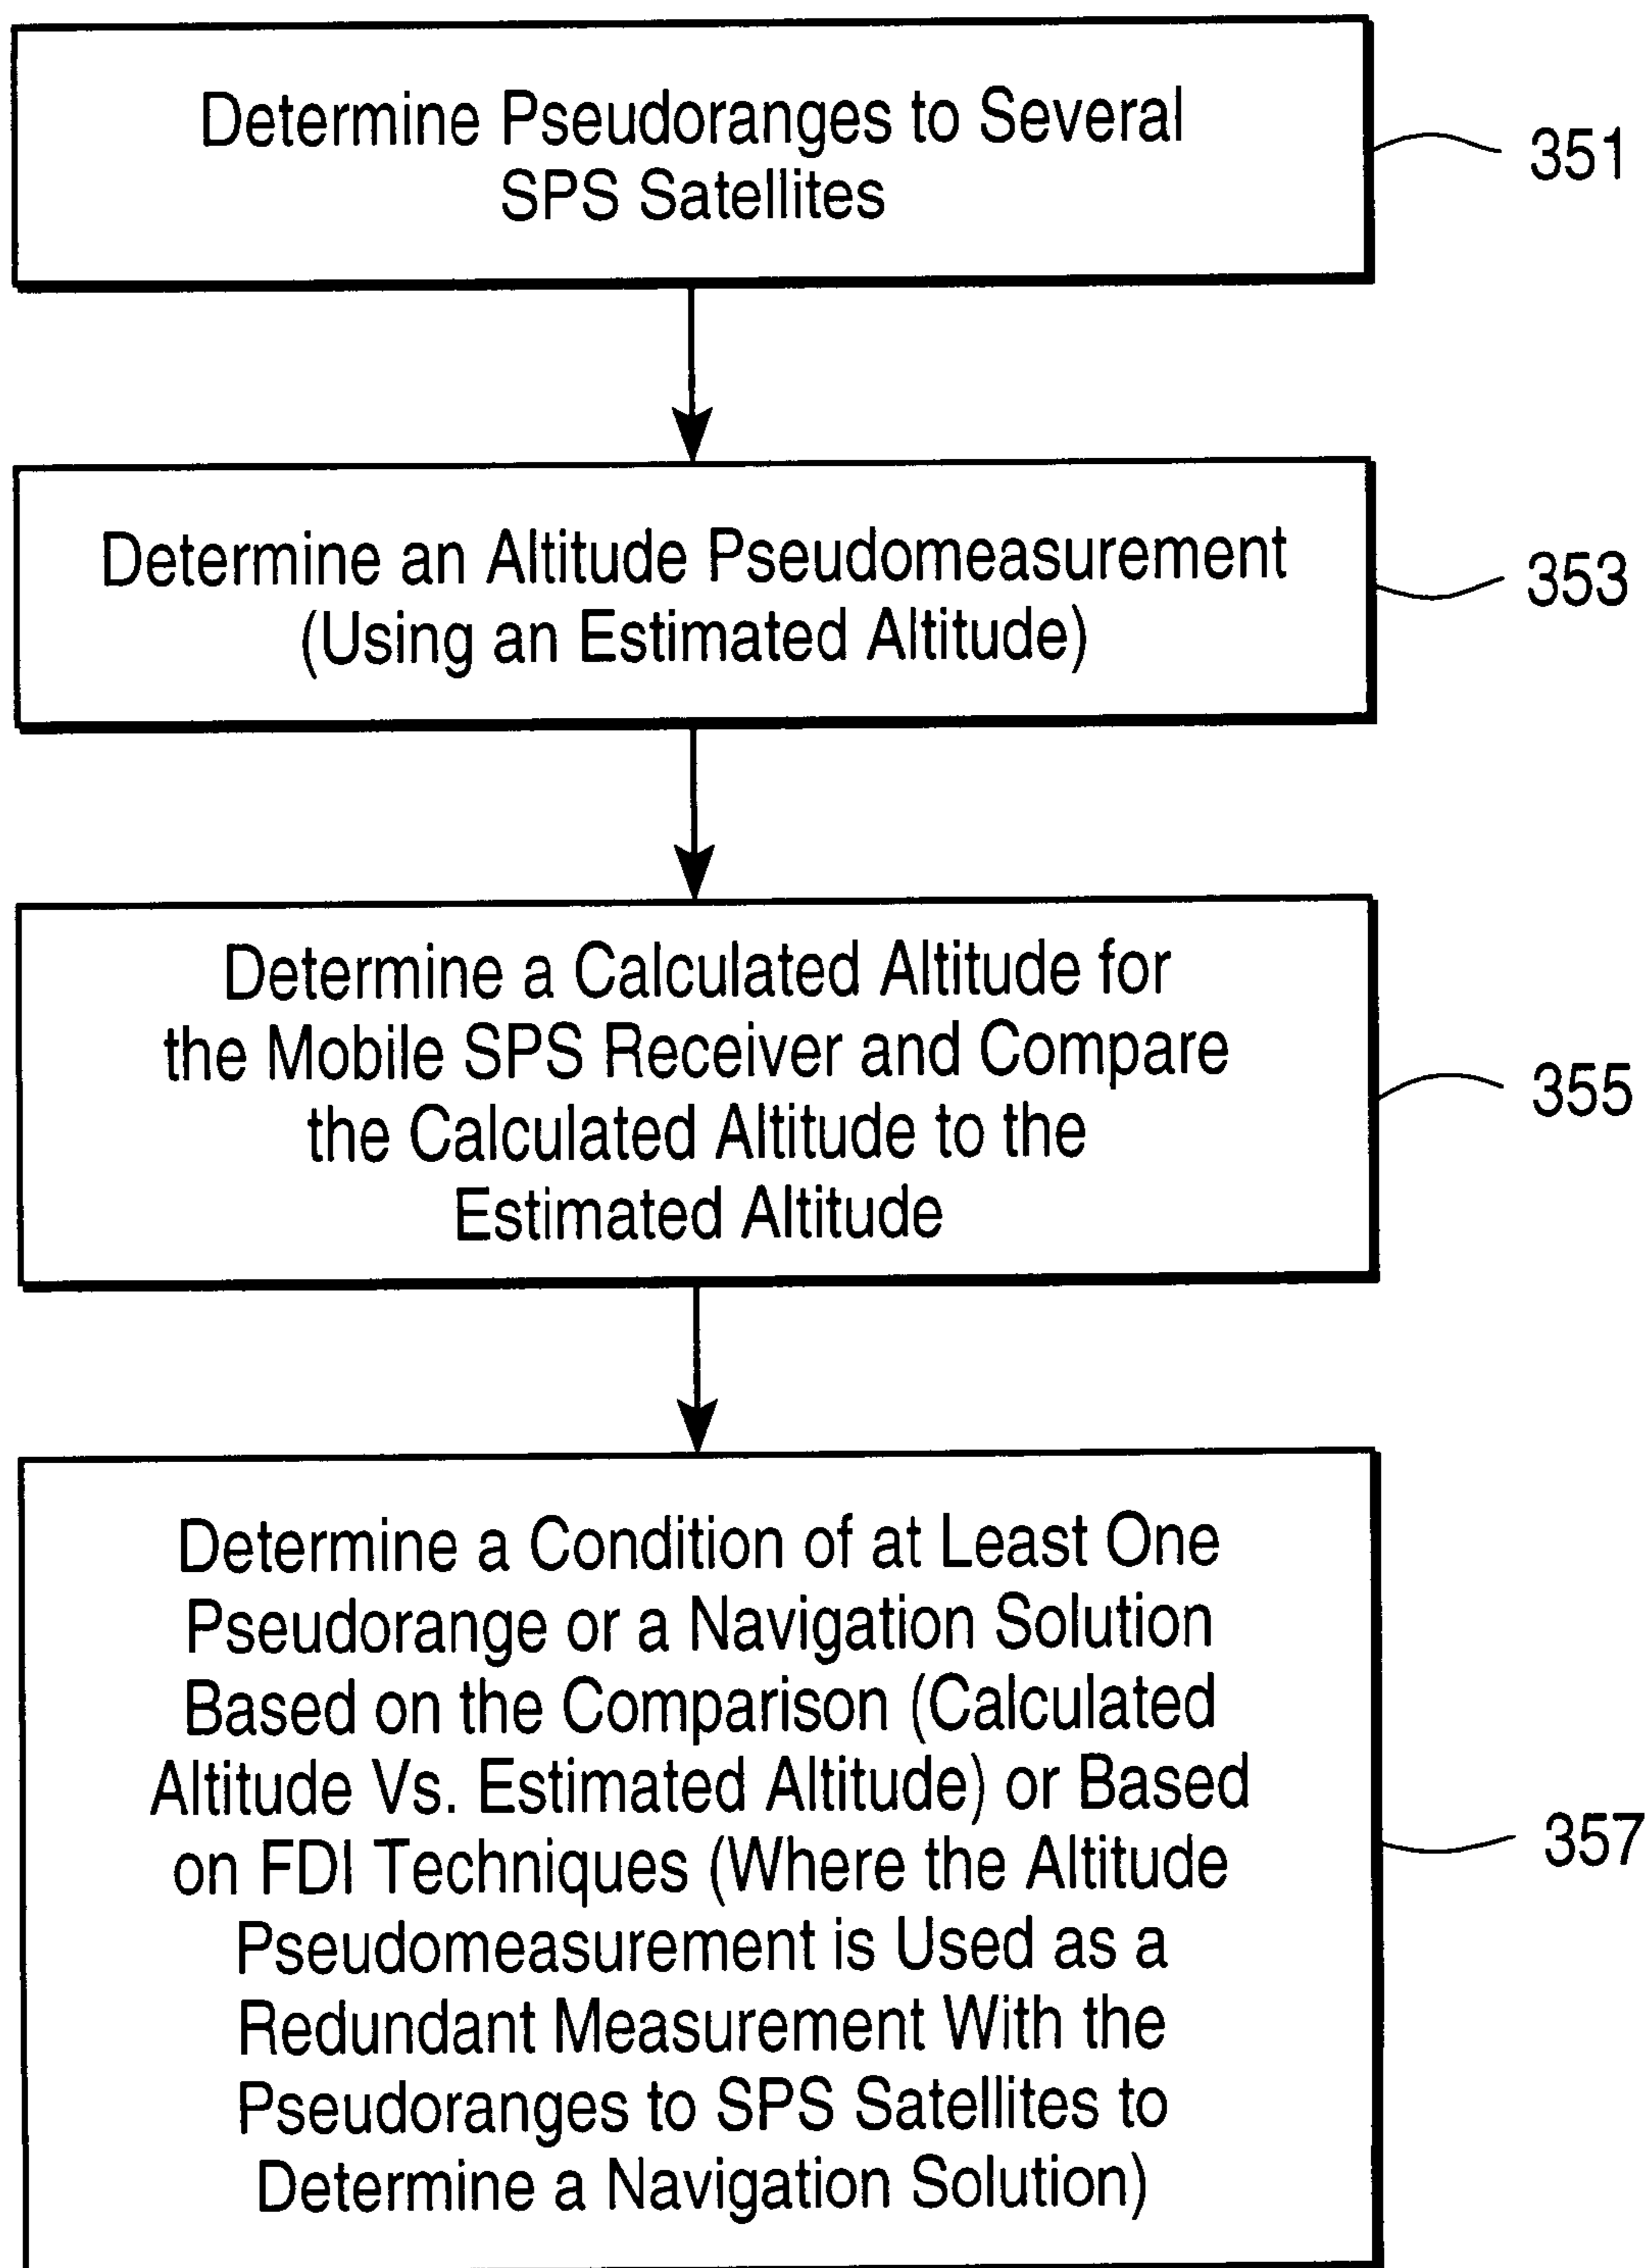 Determine Pseudoranges to Several
SPS Satellites
351
Determine an Altitude Pseudomeasurement
(Using an Estimated Altitude)
353
Determine a Calculated Altitude for
the Mobile SPS Receiver and Compare
the Calculated Altitude to the
Estimated Altitude
355
Determine a Condition of at Least One
Pseudorange or a Navigation Solution
Based on the Comparison (Calculated
Altitude Vs. Estimated Altitude) or Based
on FDI Techniques (Where the Altitude
Pseudomeasurement is Used as a
Redundant Measurement With the
Pseudoranges to SPS Satellites to
Determine a Navigation Solution)
357